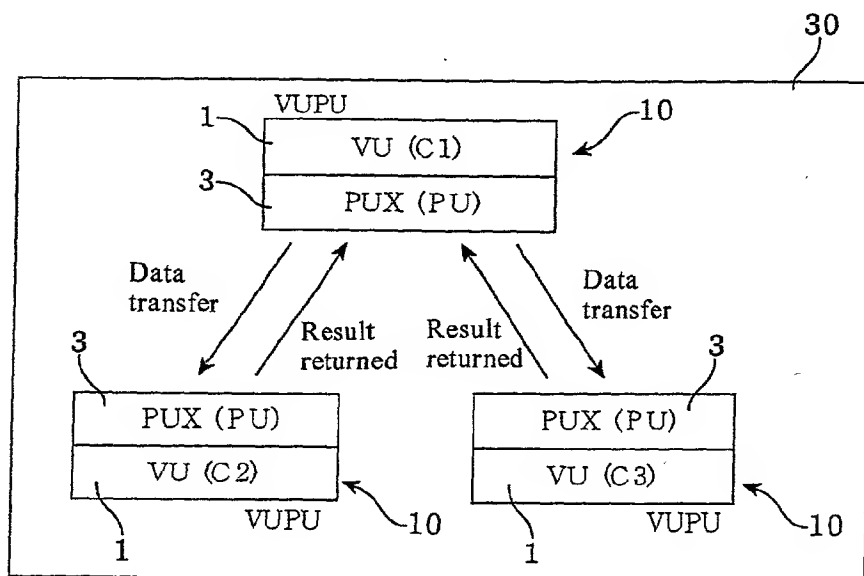 30
VUPU
1
VU (C1)
10
3
PUX (PU)
Data
transfer
Result
returned
Result
returned
Data
transfer
3
PUX (PU)
VU (C2)
1
VUPU
10
3
PUX (PU)
VU (C3)
1
VUPU
10